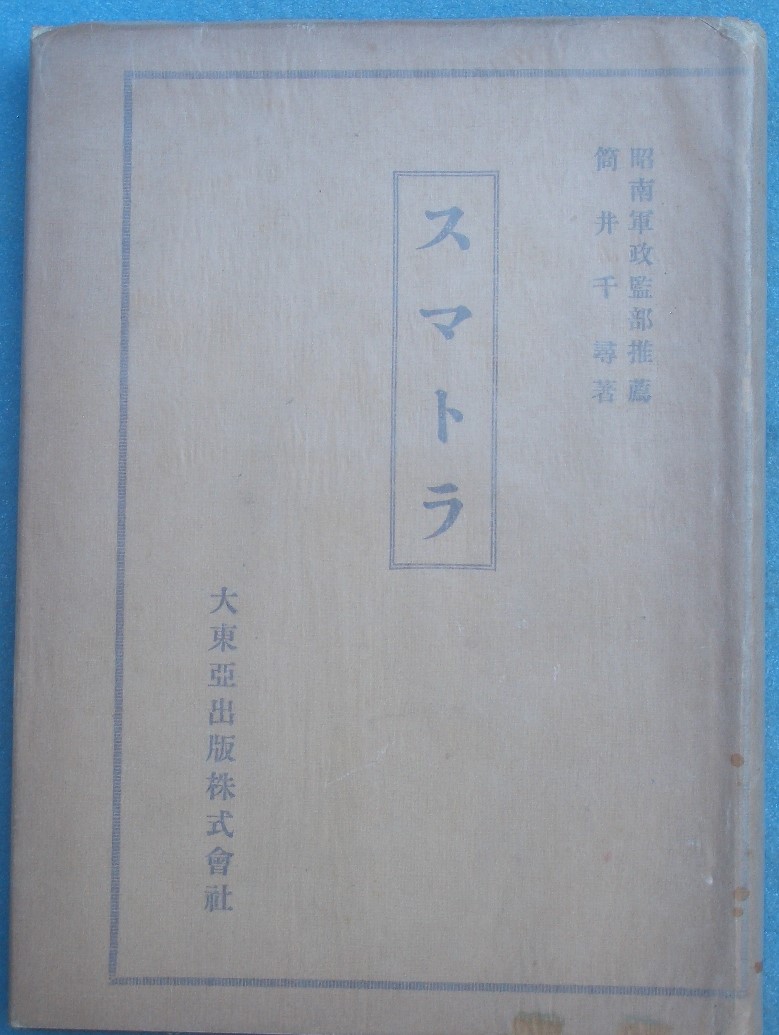 昭南軍政監部推薦
筒井千尋著
スマトラ
大東亞出版株式會社